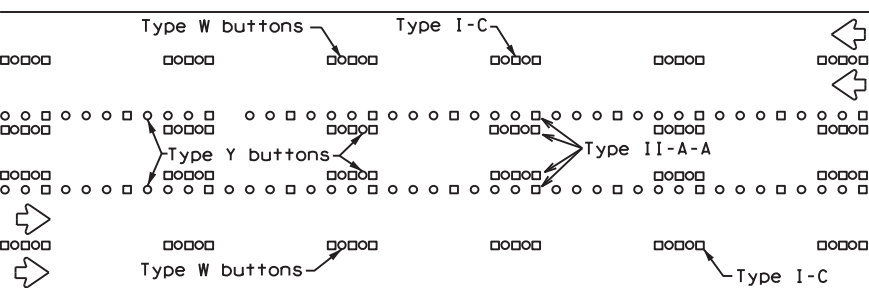 Type W buttons
Type I-C
Type Y buttons
Type II-A-A
Type W buttons
Type I-C